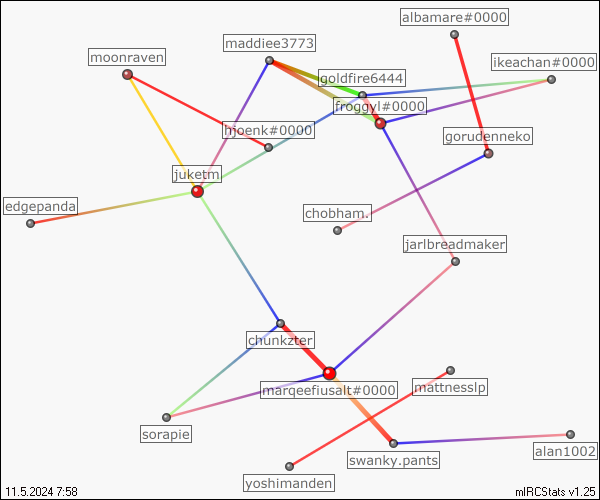 albamare#0000
maddiee3773
moonraven
ikeachan#0000
goldfire6444
froggyl#0000
hjoenk#0000
gorudenneko
juketm
edgepanda
chobham.
jarlbreadmaker
chunkzter
marqeefiusalt#0000
mattnesslp
sorapie
alan1002
swanky.pants
yoshimanden
11.5.2024 7:58
mIRCStats v1.25